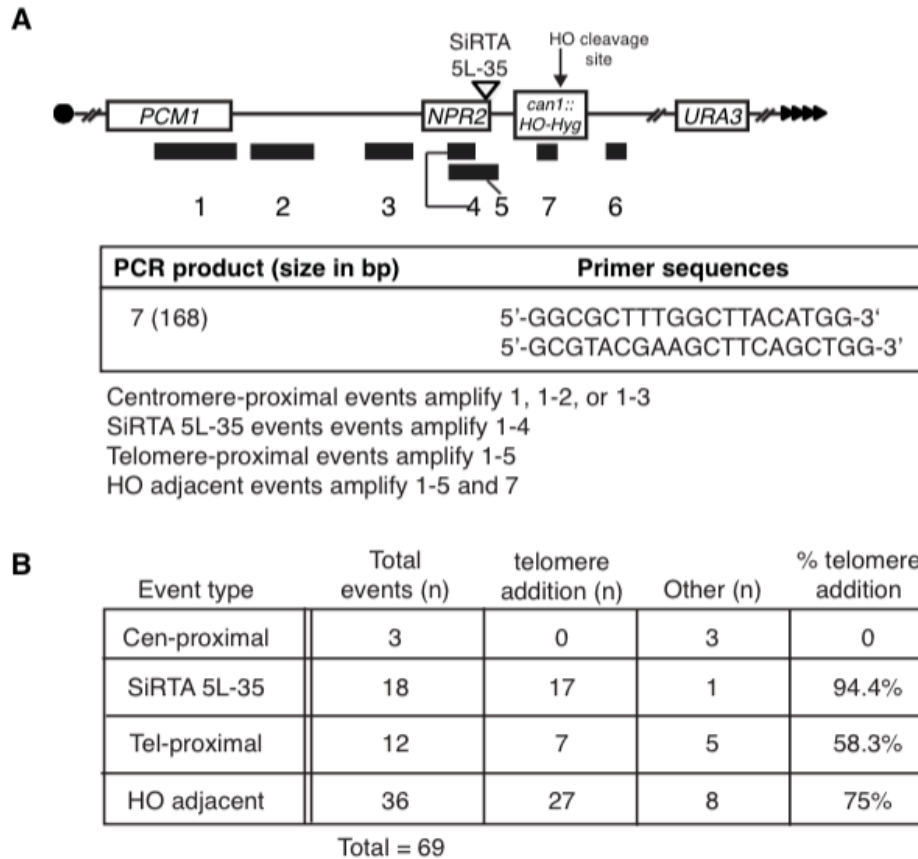 A
SiRTA
5L-35
HO cleavage
site
PCM1
NPR2
can1::
HO-Hyg
URA3
1 2 3 4 5 7 6
PCR product (size in bp) Primer sequences
7 (168) 5'-GGCGCTTTGGCTTACATGG-3‘
5'-GCGTACGAAGCTTCAGCTGG-3’
Centromere-proximal events amplify 1, 1-2, or 1-3
SiRTA 5L-35 events events amplify 1-4
Telomere-proximal events amplify 1-5
HO adjacent events amplify 1-5 and 7
B
Event type Total events (n) telomere addition (n) Other (n) % telomere addition
Cen-proximal 3 0 3 0
SiRTA 5L-35 18 17 1 94.4%
Tel-proximal 12 7 5 58.3%
HO adjacent 36 27 8 75%
Total = 69